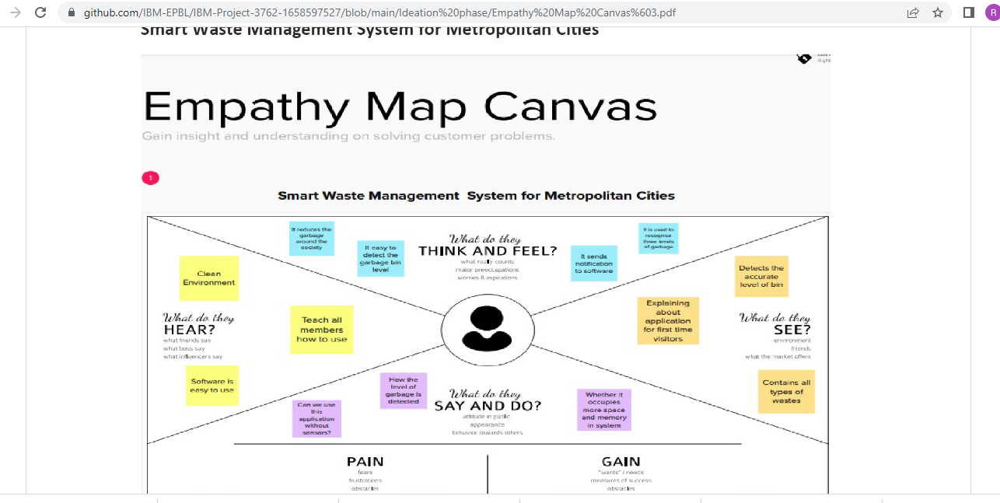 github.com/IBM-EPBL/IBM-Project-3762-1658597527/blob/main/Ideation%20phase/Empathy%20Map%20Canvas%603.pdf
R
Smart Waste Management System for Metropolitan Cities
Empathy Map Canvas
Gain insight and understanding on solving customer problems.
1
Smart Waste Management System for Metropolitan Cities
It reduces the
garbage
around the
society
It easy to
detect the
garbage bin
level
What do they
THINK AND FEEL?
what really counts
major preoccupations
worries & aspirations
It sends
notification
to software
It is used to
recognise
three levels
of garbage
Clean
Environment
Teach all
members
how to use
What do they
HEAR?
what friends say
what boss say
what influencers say
Software is
easy to use
Detects the
accurate
level of bin
Explaining
about
application
for first time
visitors
What do they
SEE?
environment
friends
what the market offers
Contains all
types of
wastes
Can we use
this
application
without
sensors?
How the
level of
garbage is
detected
What do they
SAY AND DO?
attitude in public
appearance
behavior towards others
Whether it
occupies
more space
and memory
in system
PAIN
fears
frustrations
obstacles
GAIN
"wants" / needs
measures of success
obstacles